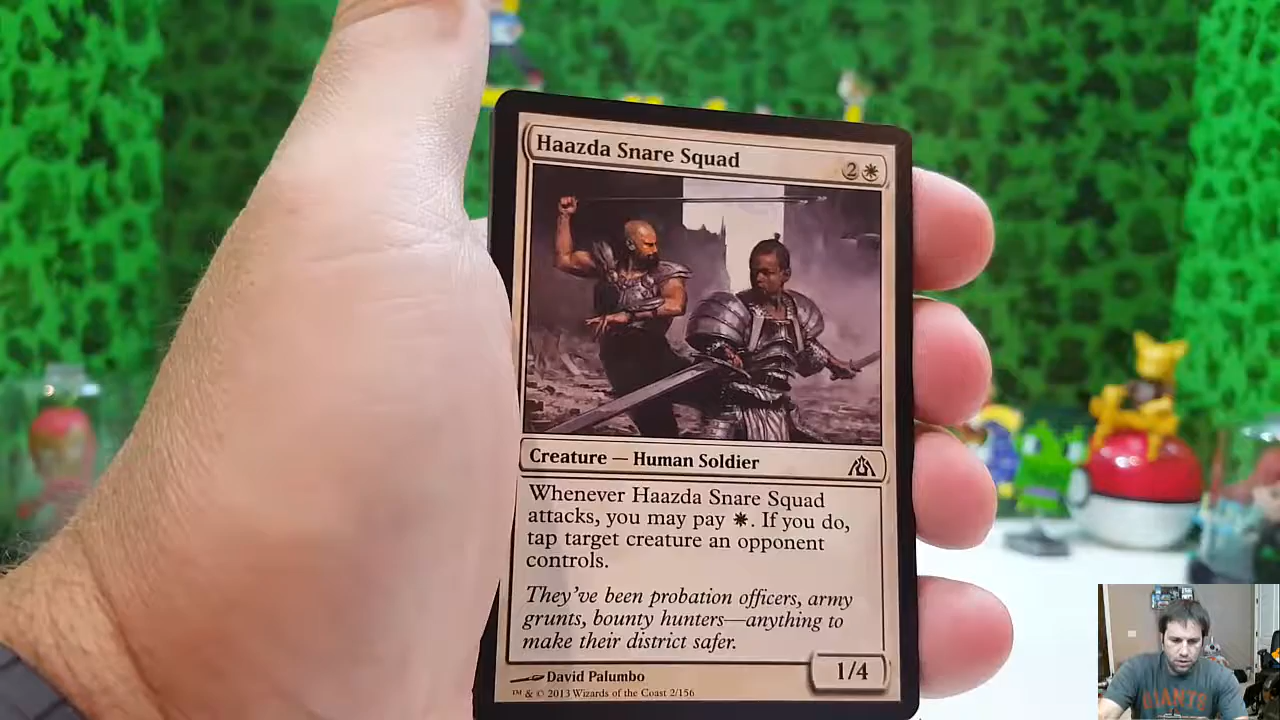 Haazda Snare Squad
2
Creature — Human Soldier
Whenever Haazda Snare Squad
attacks, you may pay . If you do,
tap target creature an opponent
controls.
They've been probation officers, army
grunts, bounty hunters—anything to
make their district safer.
1/4
David Palumbo
™ & © 2013 Wizards of the Coast 2/156
GIANTS